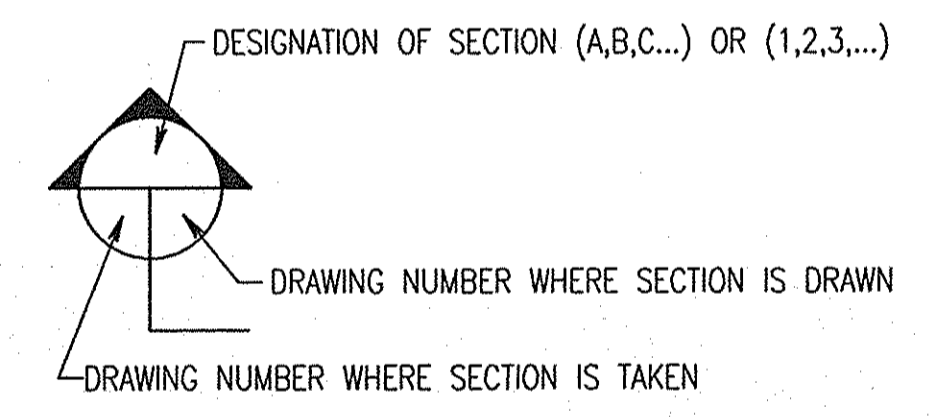 DESIGNATION OF SECTION (A,B,C...) OR (1,2,3,...)
DRAWING NUMBER WHERE SECTION IS DRAWN
DRAWING NUMBER WHERE SECTION IS TAKEN